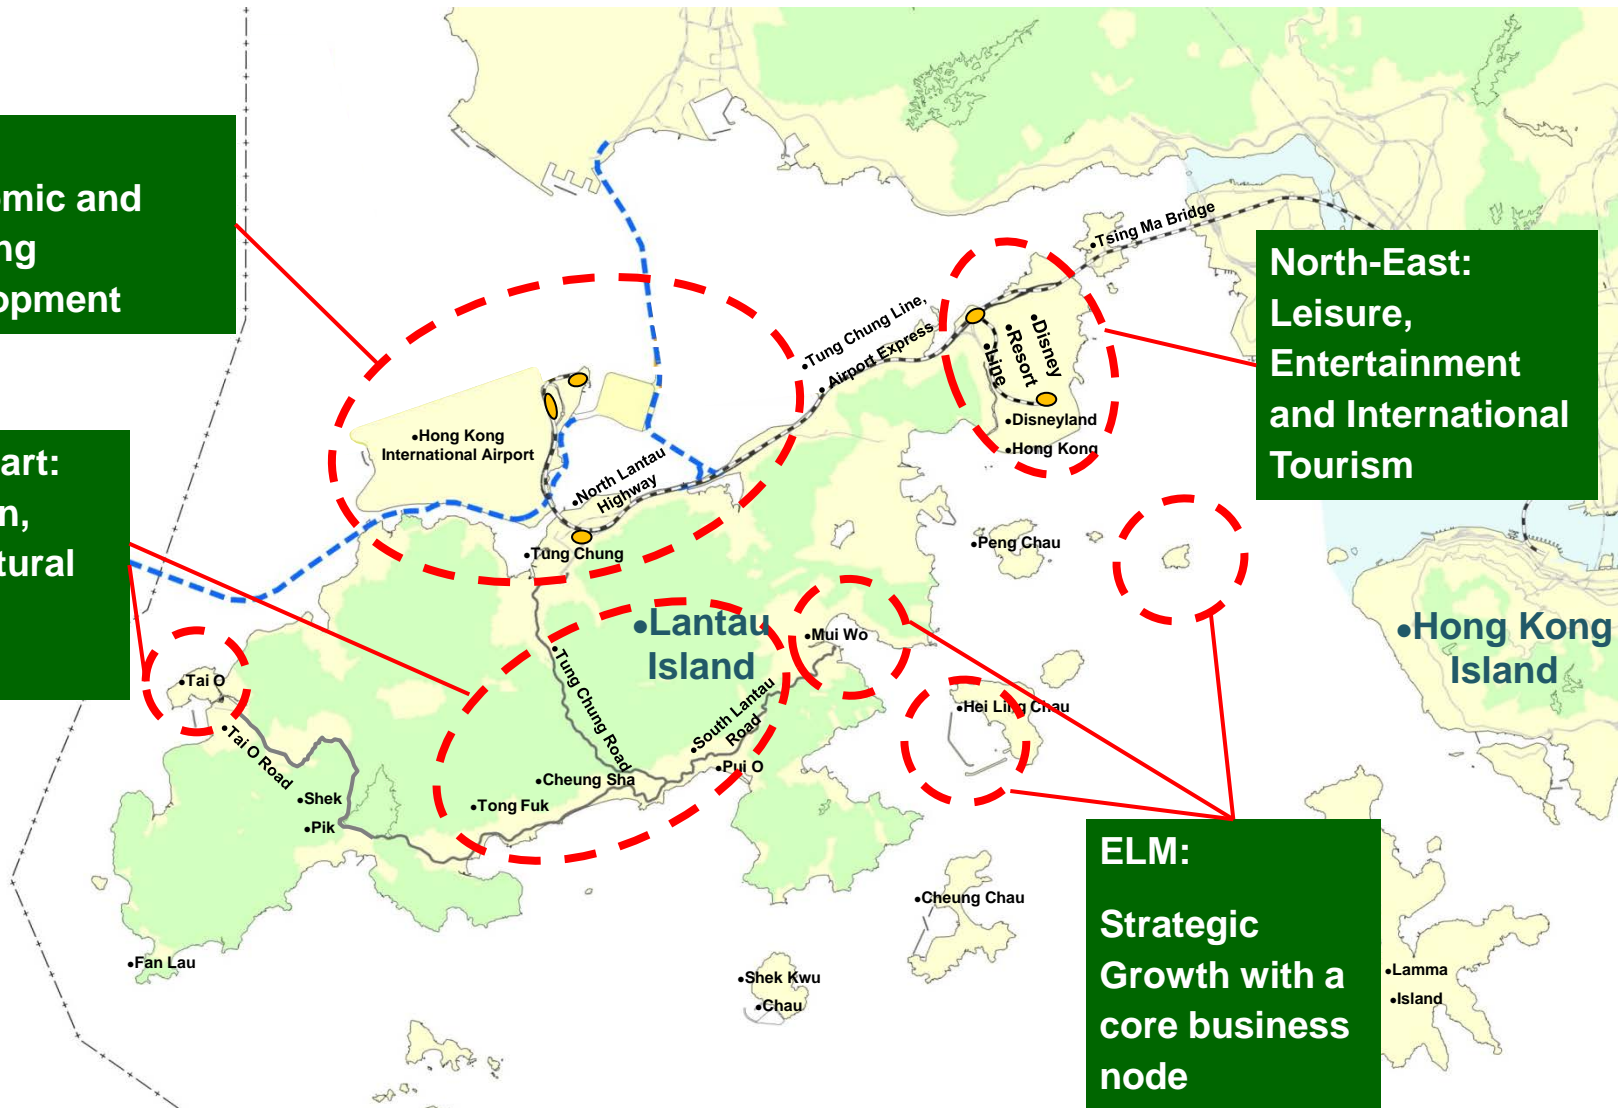 mic and
ng
opment
art:
n,
tural
North-East:
Leisure,
Entertainment
and International
Tourism
ELM:
Strategic
Growth with a
core business
node
•Tsing Ma Bridge
•Tung Chung Line,
•Airport Express
•Disney
•Resort
•Line
•Disneyland
•Hong Kong
•Hong Kong
International Airport
•North Lantau
Highway
•Tung Chung
•Peng Chau
•Lantau
Island
•Mui Wo
•Hong Kong
Island
•Tai O
•Tung Chung Road
•South Lantau
Road
•Hei Ling Chau
•Tai O Road
•Pui O
•Cheung Sha
•Shek
•Pik
•Tong Fuk
•Cheung Chau
•Fan Lau
•Shek Kwu
•Chau
•Lamma
•Island